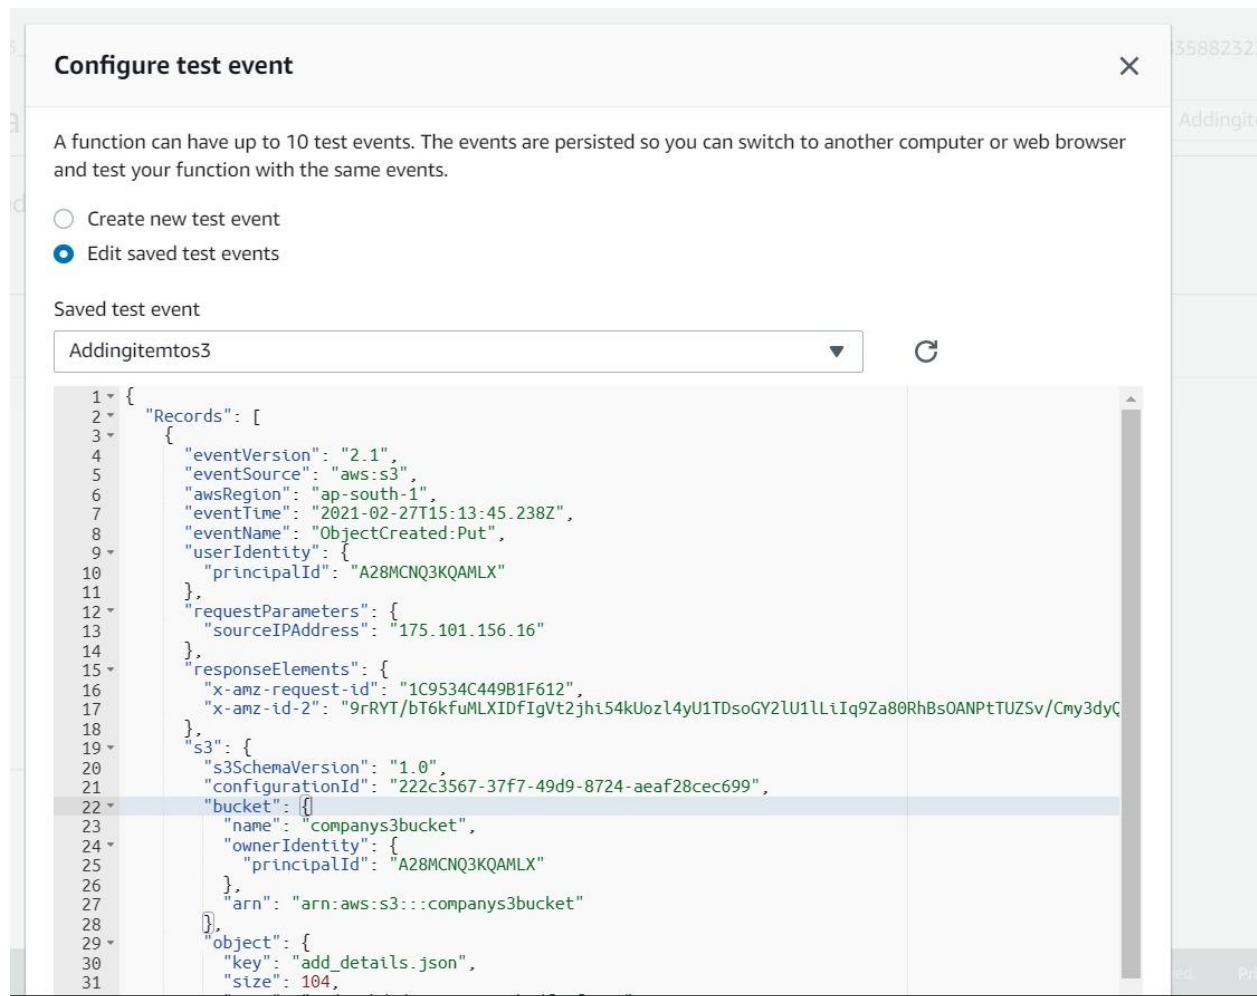 Configure test event
3588232
Addingit
A function can have up to 10 test events. The events are persisted so you can switch to another computer or web browser
and test your function with the same events.
Create new test event
Edit saved test events
Saved test event
Addingitemtos3
1 {
2 "Records": [
3 {
4 "eventVersion": "2.1",
5 "eventSource": "aws:s3",
6 "awsRegion": "ap-south-1",
7 "eventTime": "2021-02-27T15:13:45.238Z",
8 "eventName": "ObjectCreated:Put",
9 "userIdentity": {
10 "principalId": "A28MCNQ3KQAMLX"
11 },
12 "requestParameters": {
13 "sourceIPAddress": "175.101.156.16"
14 },
15 "responseElements": {
16 "x-amz-request-id": "1C9534C449B1F612",
17 "x-amz-id-2": "9rRYT/bT6kfuMLXIDfIgVt2jhi54kUozl4yU1TDsoGY2lU1lLiIq9Za80RhBsOANPtTUZSv/Cmy3dyQ
18 },
19 "s3": {
20 "s3SchemaVersion": "1.0",
21 "configurationId": "222c3567-37f7-49d9-8724-aeaf28cec699",
22 "bucket": {
23 "name": "companys3bucket",
24 "ownerIdentity": {
25 "principalId": "A28MCNQ3KQAMLX"
26 },
27 "arn": "arn:aws:s3:::companys3bucket"
28 },
29 "object": {
30 "key": "add_details.json",
31 "size": 104,